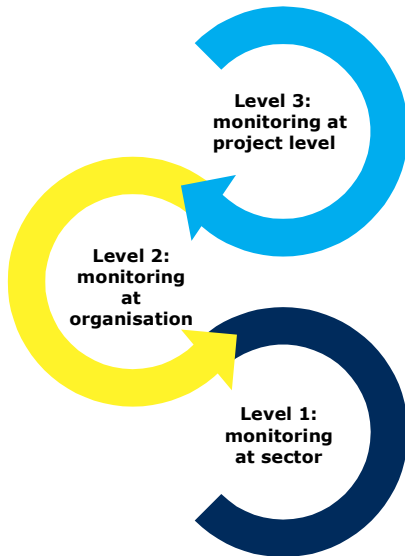 Level 3:
monitoring at
project level
Level 2:
monitoring
at
organisation
Level 1:
monitoring
at sector